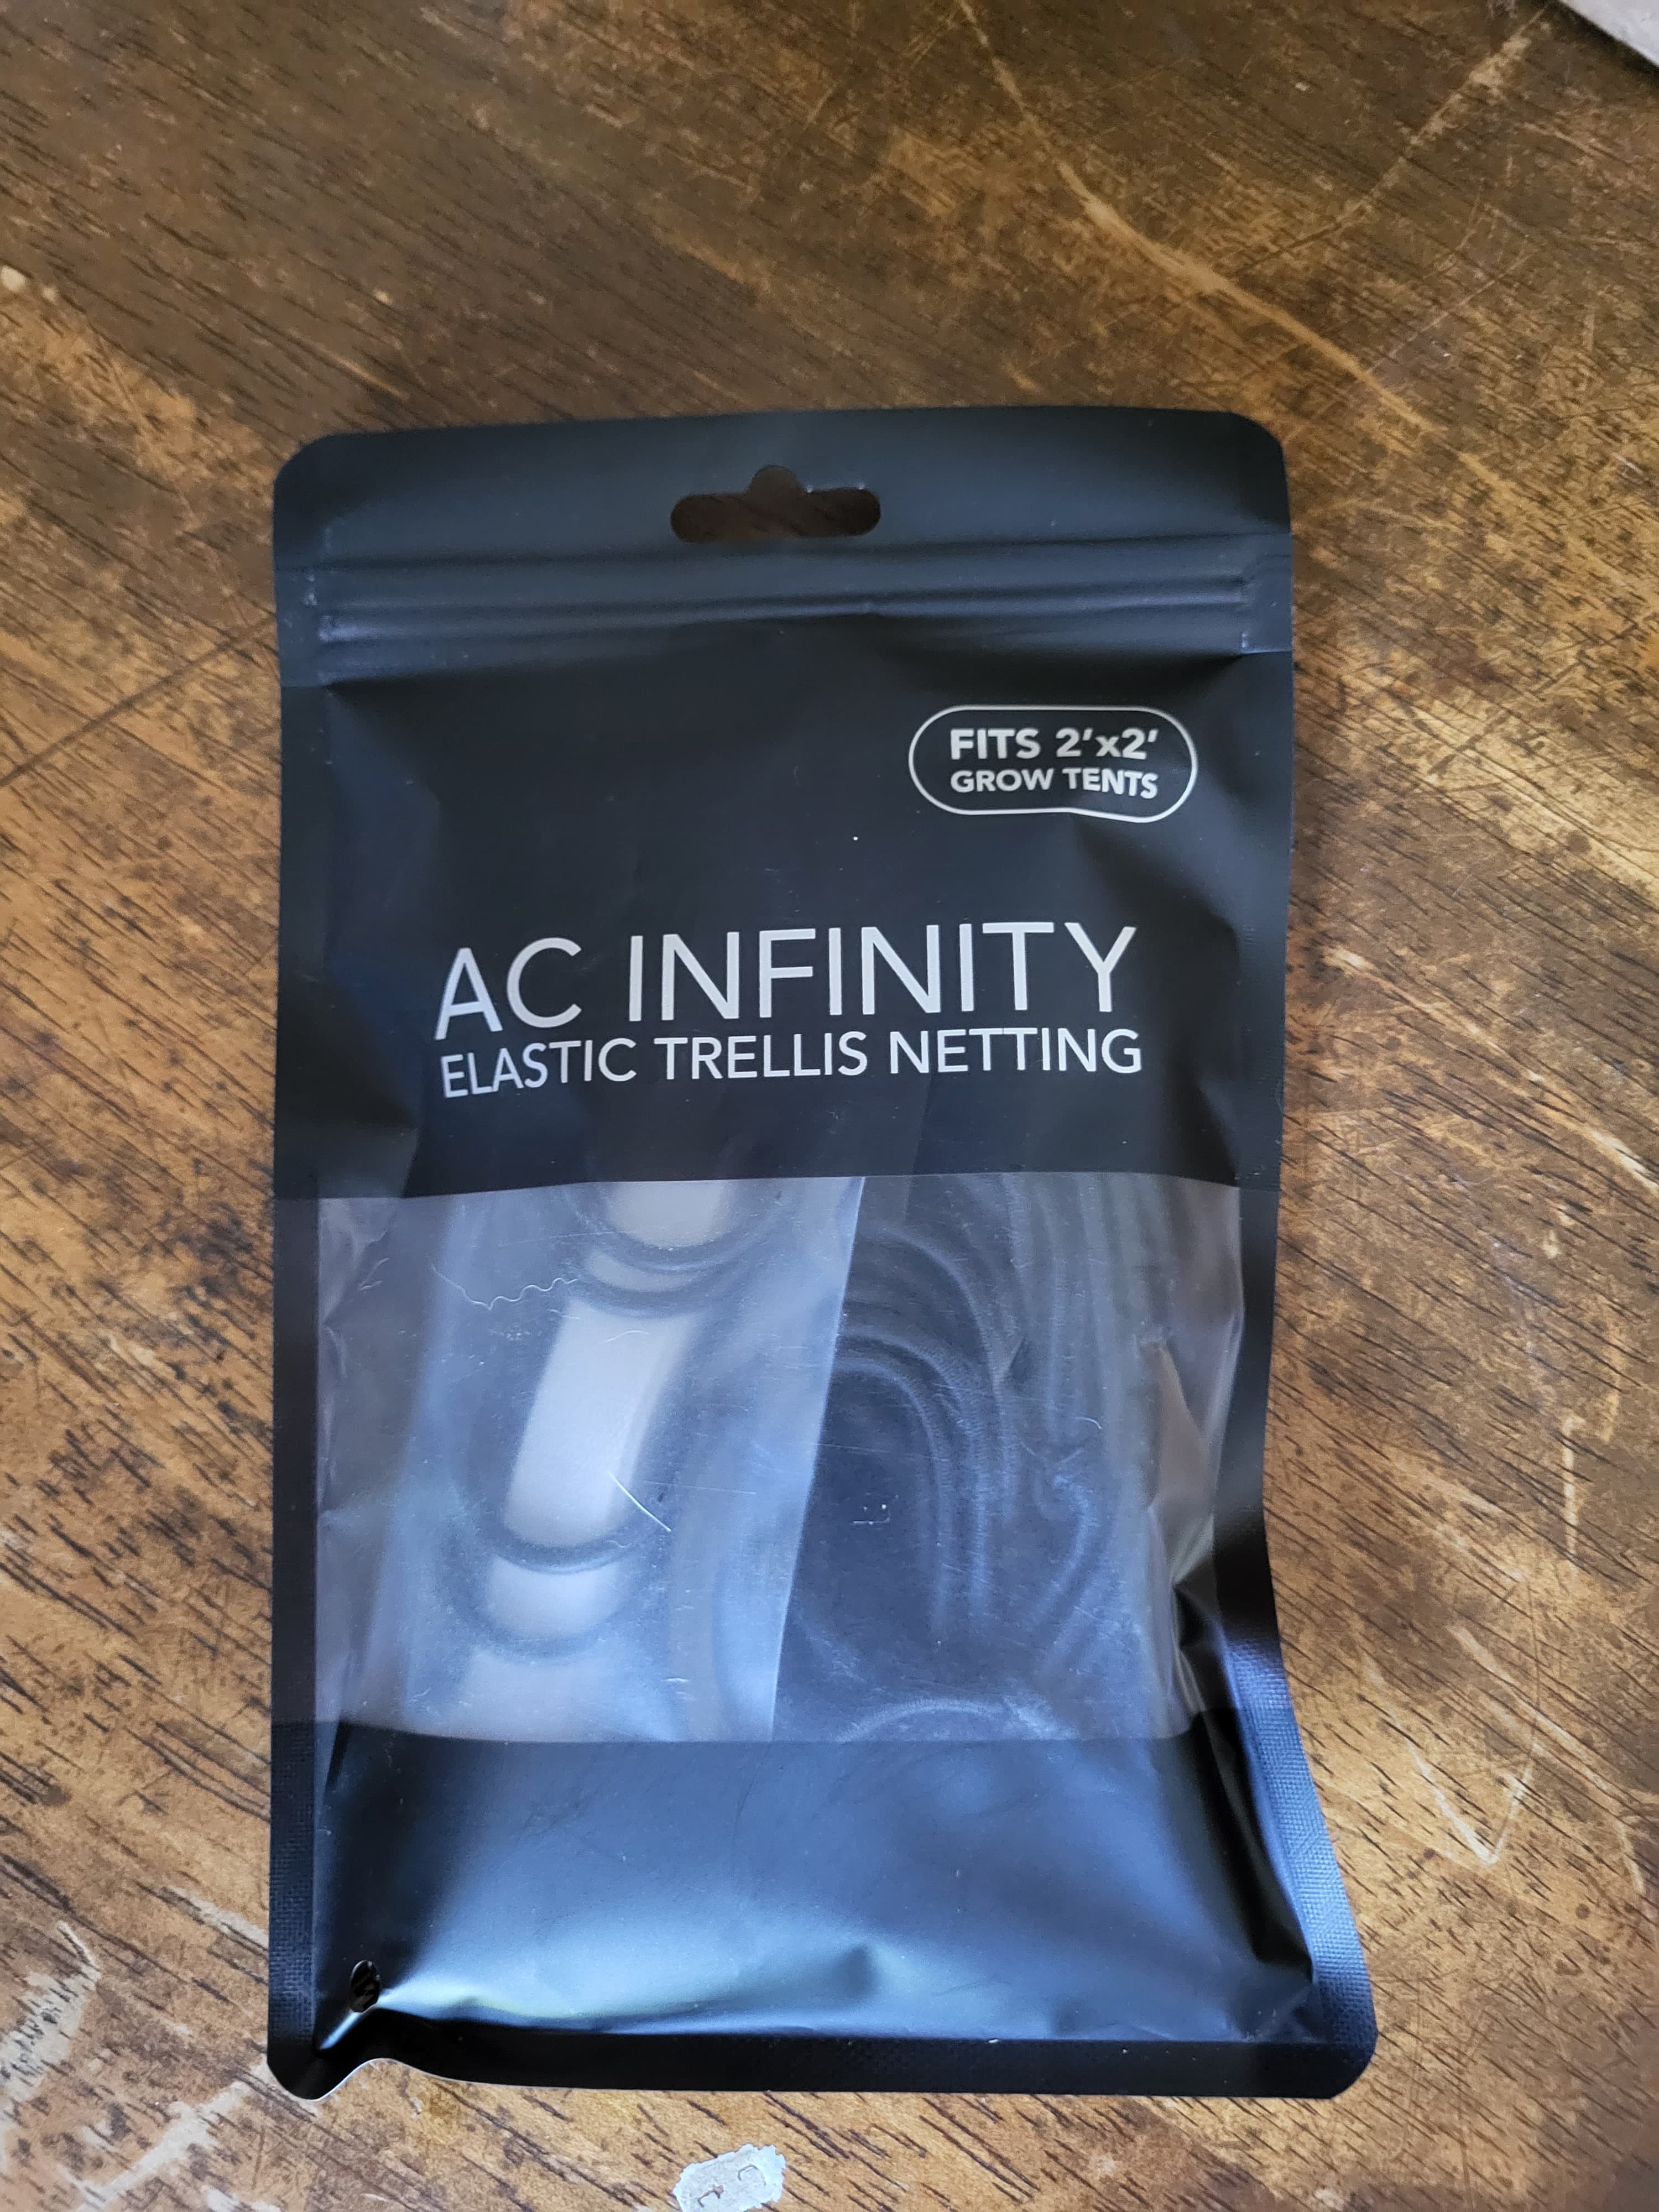 FITS 2'x2'
GROW TENTS
AC INFINITY
ELASTIC TRELLIS NETTING